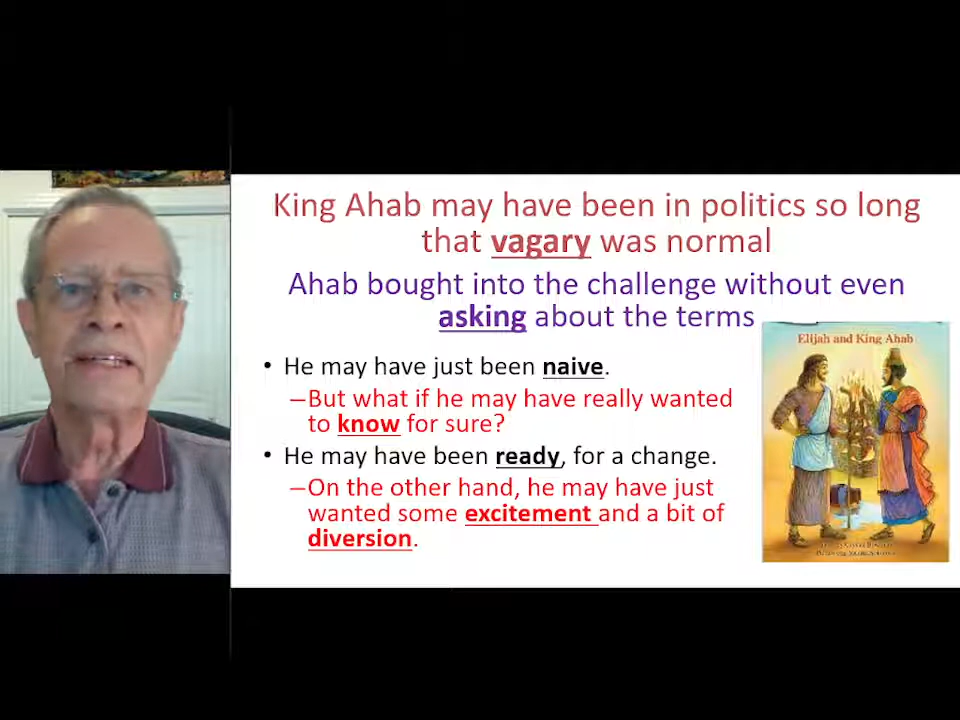 King Ahab may have been in politics so long
that vagary was normal
Ahab bought into the challenge without even
asking about the terms
• He may have just been naive.
–But what if he may have really wanted
to know for sure?
• He may have been ready, for a change.
–On the other hand, he may have just
wanted some excitement and a bit of
diversion.
Elijah and King Ahab